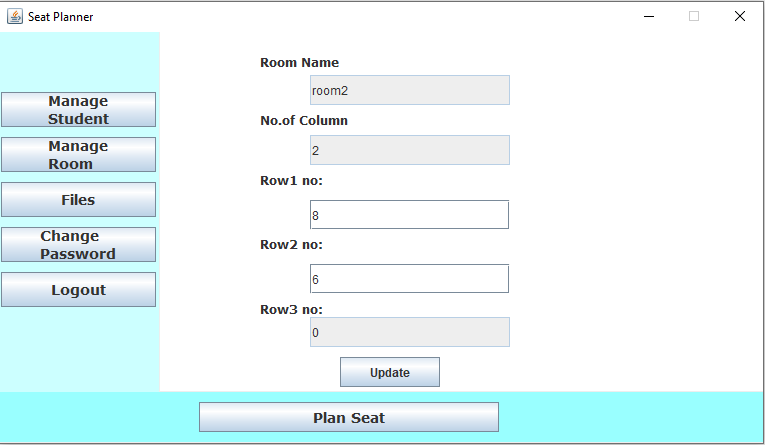 Seat Planner
Manage
Student
Manage
Room
Files
Change
Password
Logout
Room Name
room2
No.of Column
2
Row1 no:
8
Row2 no:
6
Row3 no:
0
Update
Plan Seat